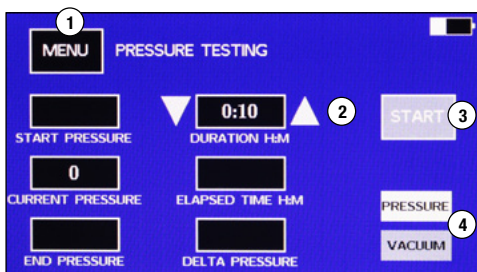 1
MENU PRESSURE TESTING
0:10 2 START 3
START PRESSURE DURATION H:M
0
CURRENT PRESSURE ELAPSED TIME H:M PRESSURE
4
END PRESSURE DELTA PRESSURE VACUUM